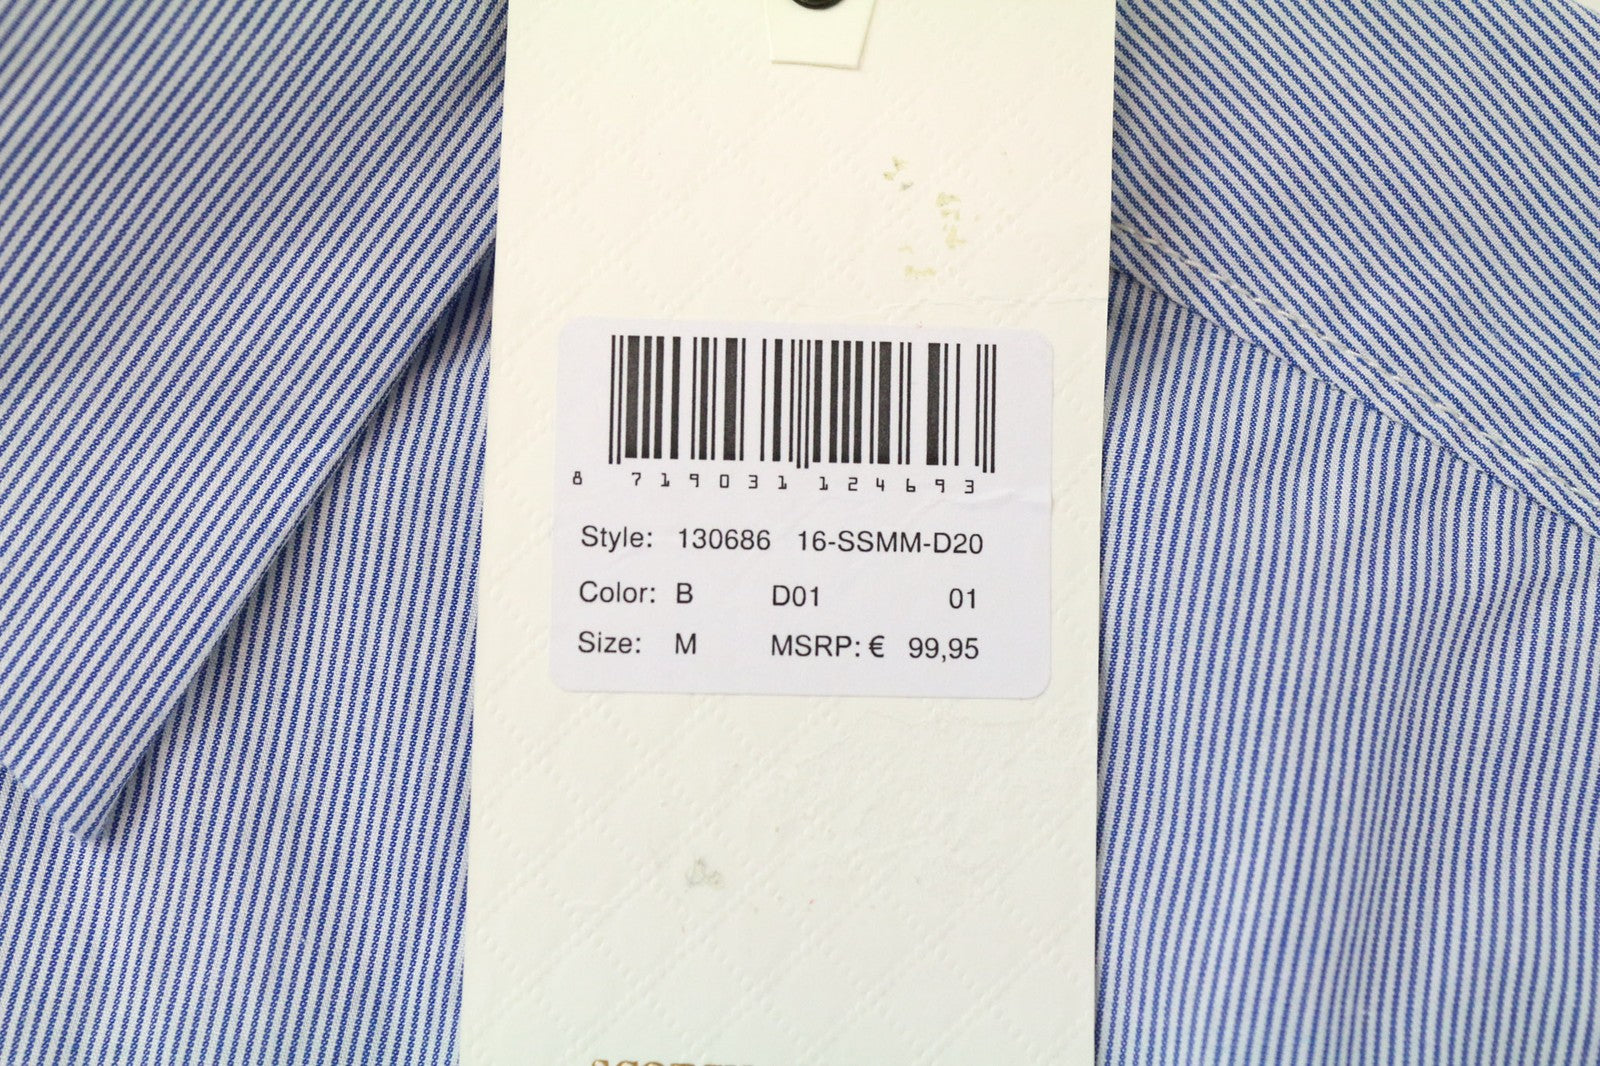 8 719031 124693
Style: 130686 16-SSMM-D20
Color: B D01 01
Size: M MSRP: € 99,95